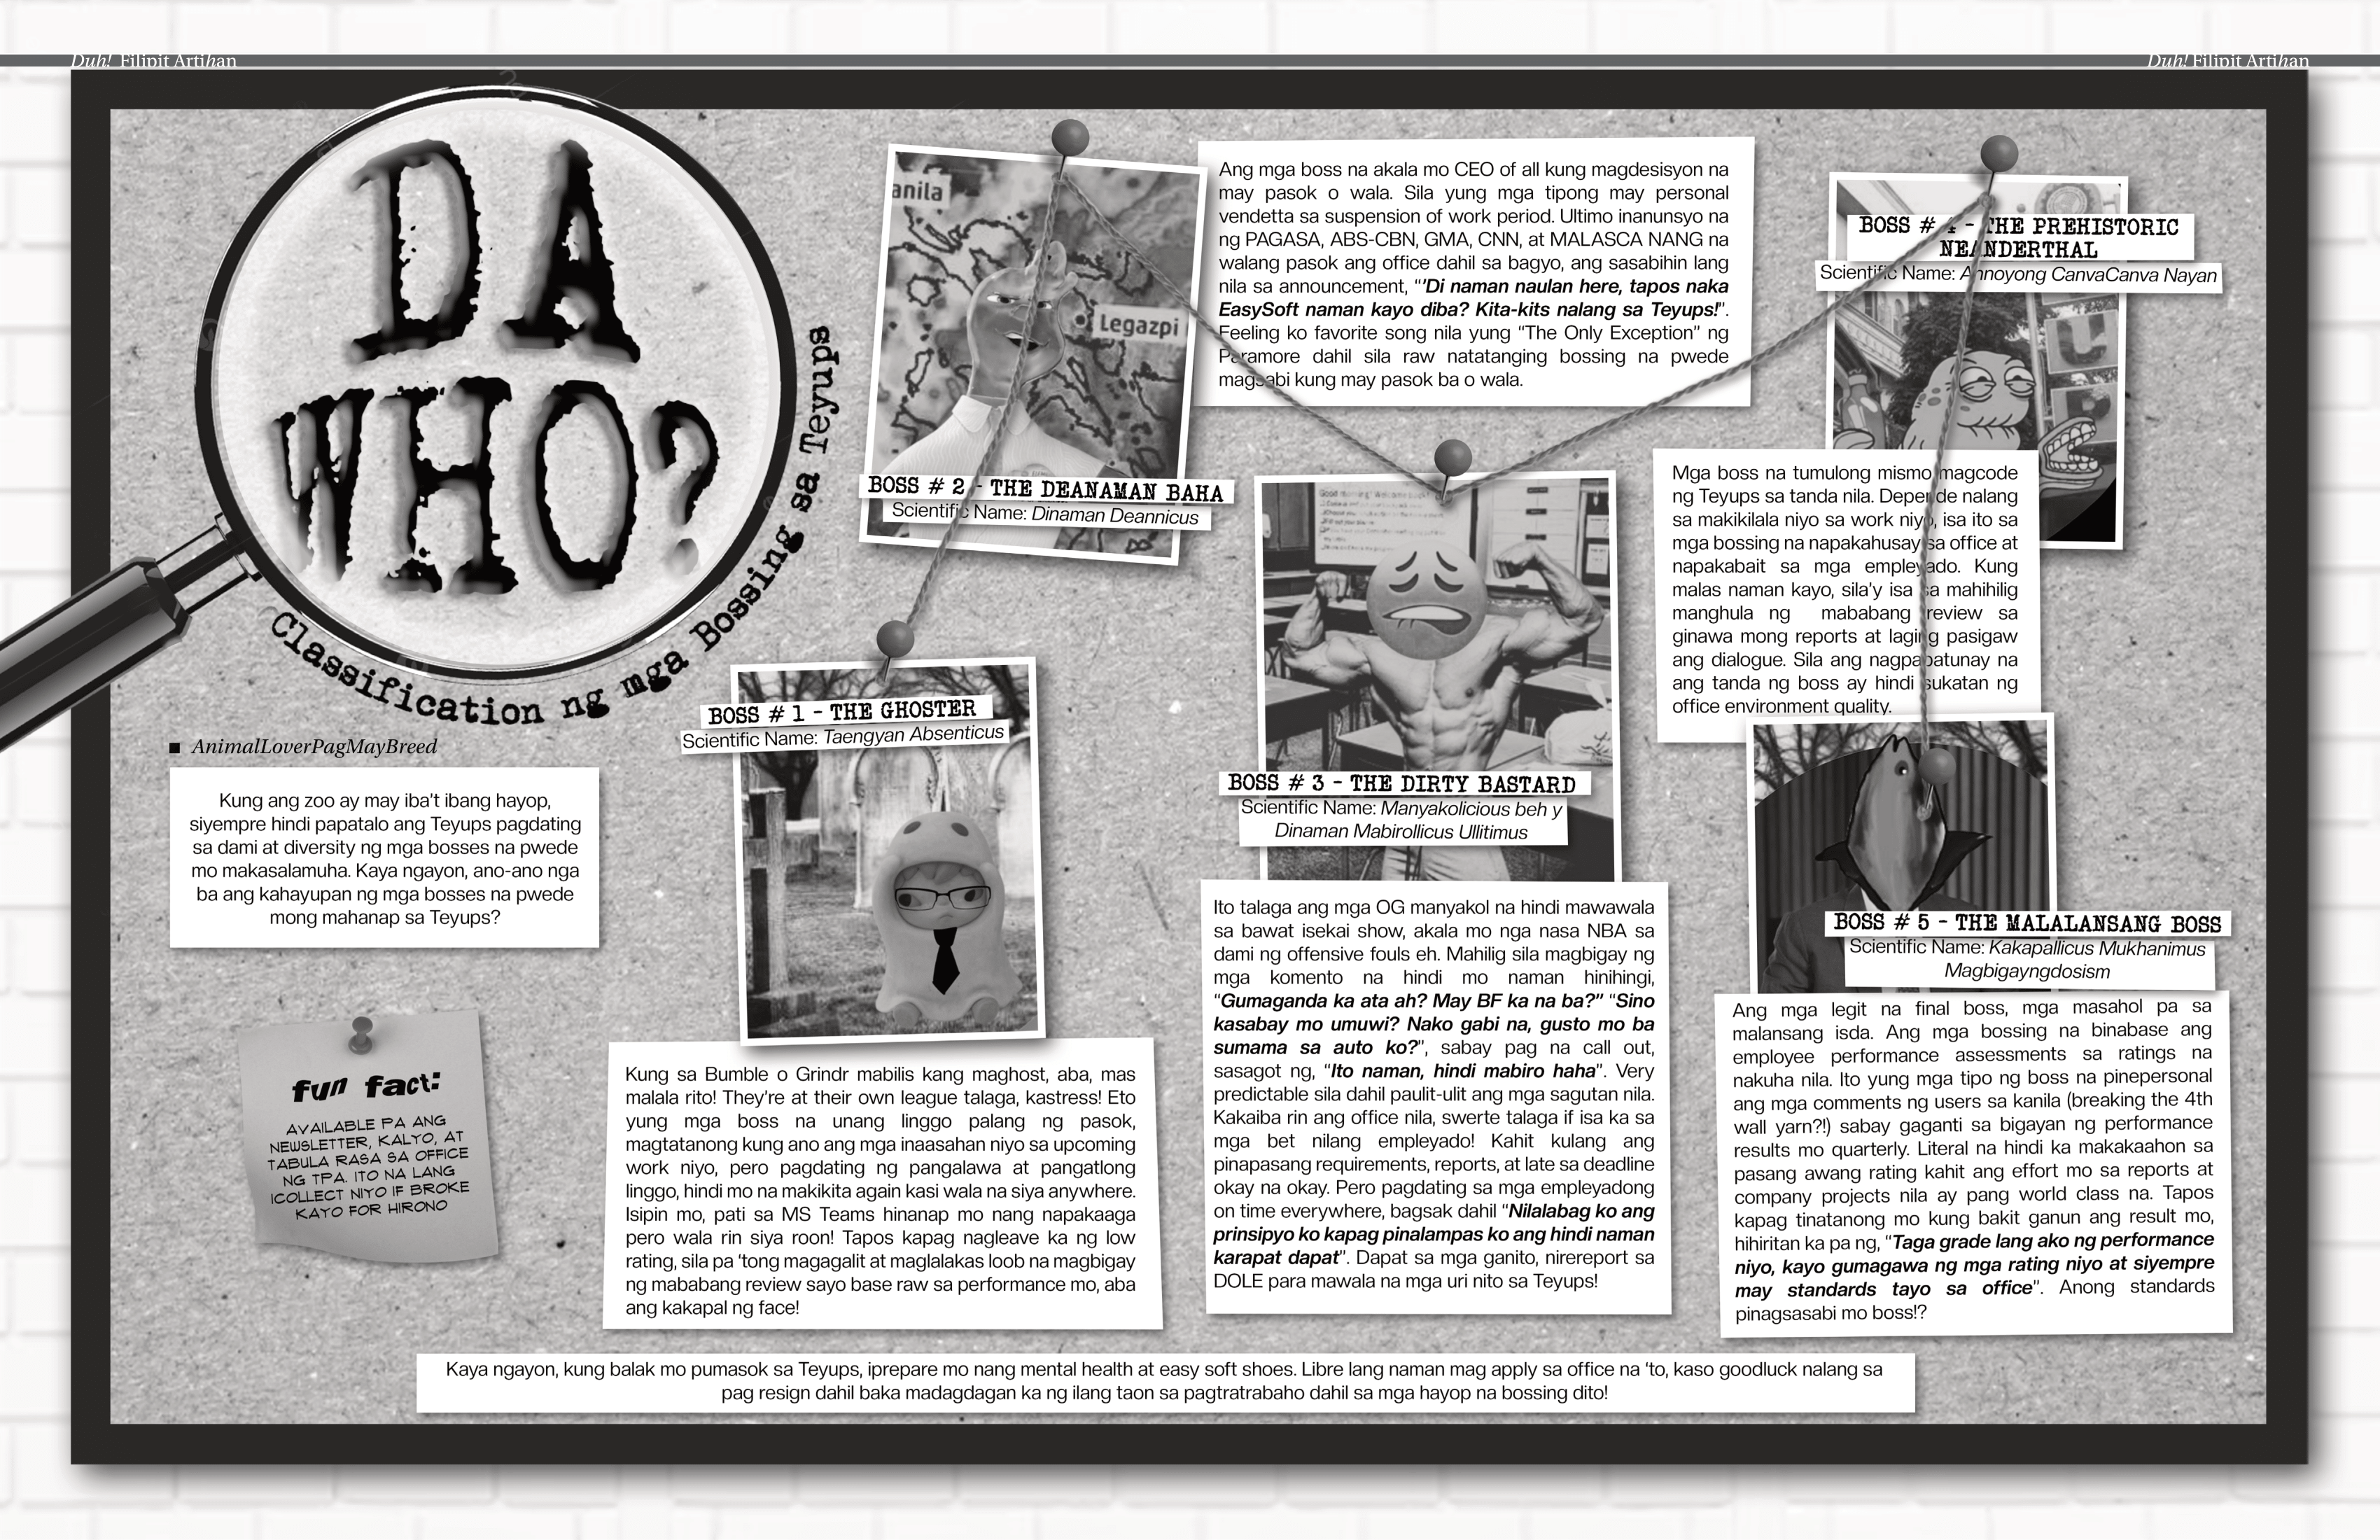 Duh! Filipit Artihan
Duh! Filipit Artihan
DA
WHO?
Classification ng mga Bossing sa Teyups
AnimalLoverPagMayBreed
Kung ang zoo ay may iba't ibang hayop,
siyempre hindi papatalo ang Teyups pagdating
sa dami at diversity ng mga bosses na pwede
mo makasalamuha. Kaya ngayon, ano-ano nga
ba ang kahayupan ng mga bosses na pwede
mong mahanap sa Teyups?
fun fact:
AVAILABLE PA ANG
NEWSLETTER, KALYO, AT
TABULA RASA SA OFFICE
NG TPA. ITO NA LANG
ICOLLECT NIYO IF BROKE
KAYO FOR HIRONO
BOSS # 1 - THE GHOSTER
Scientific Name: Taengyan Absenticus
Kung sa Bumble o Grindr mabilis kang maghost, aba, mas
malala rito! They're at their own league talaga, kastress! Eto
yung mga boss na unang linggo palang ng pasok,
magtatanong kung ano ang mga inaasahan niyo sa upcoming
work niyo, pero pagdating ng pangalawa at pangatlong
linggo, hindi mo na makikita again kasi wala na siya anywhere.
Isipin mo, pati sa MS Teams hinanap mo nang napakaaga
pero wala rin siya roon! Tapos kapag nagleave ka ng low
rating, sila pa 'tong magagalit at maglalakas loob na magbigay
ng mababang review sayo base raw sa performance mo, aba
ang kakapal ng face!
anila
Legazpi
BOSS # 2 - THE DEANAMAN BAHA
Scientific Name: Dinaman Deannicus
Ang mga boss na akala mo CEO of all kung magdesisyon na
may pasok o wala. Sila yung mga tipong may personal
vendetta sa suspension of work period. Ultimo inanunsyo na
ng PAGASA, ABS-CBN, GMA, CNN, at MALASCA NANG na
walang pasok ang office dahil sa bagyo, ang sasabihin lang
nila sa announcement, "'Di naman naulan here, tapos naka
EasySoft naman kayo diba? Kita-kits nalang sa Teyups!".
Feeling ko favorite song nila yung "The Only Exception" ng
Paramore dahil sila raw natatanging bossing na pwede
magsabi kung may pasok ba o wala.
BOSS # 3 - THE DIRTY BASTARD
Scientific Name: Manyakolicious beh y
Dinaman Mabirollicus Ullitimus
Ito talaga ang mga OG manyakol na hindi mawawala
sa bawat isekai show, akala mo nga nasa NBA sa
dami ng offensive fouls eh. Mahilig sila magbigay ng
mga komento na hindi mo naman hinihingi,
"Gumaganda ka ata ah? May BF ka na ba?" "Sino
kasabay mo umuwi? Nako gabi na, gusto mo ba
sumama sa auto ko?", sabay pag na call out,
sasagot ng, "Ito naman, hindi mabiro haha". Very
predictable sila dahil paulit-ulit ang mga sagutan nila.
Kakaiba rin ang office nila, swerte talaga if isa ka sa
mga bet nilang empleyado! Kahit kulang ang
pinapasang requirements, reports, at late sa deadline
okay na okay. Pero pagdating sa mga empleyadong
on time everywhere, bagsak dahil "Nilalabag ko ang
prinsipyo ko kapag pinalampas ko ang hindi naman
karapat dapat". Dapat sa mga ganito, nirereport sa
DOLE para mawala na mga uri nito sa Teyups!
BOSS # 4 - THE PREHISTORIC
NEANDERTHAL
Scientific Name: Annoyong CanvaCanva Nayan
Mga boss na tumulong mismo magcode
ng Teyups sa tanda nila. Depende nalang
sa makikilala niyo sa work niyo, isa ito sa
mga bossing na napakahusay sa office at
napakabait sa mga empleyado. Kung
malas naman kayo, sila'y isa sa mahihilig
manghula ng mababang review sa
ginawa mong reports at laging pasigaw
ang dialogue. Sila ang nagpapatunay na
ang tanda ng boss ay hindi sukatan ng
office environment quality.
BOSS # 5 - THE MALALANSANG BOSS
Scientific Name: Kakapallicus Mukhanimus
Magbigayngdosism
Ang mga legit na final boss, mga masahol pa sa
malansang isda. Ang mga bossing na binabase ang
employee performance assessments sa ratings na
nakuha nila. Ito yung mga tipo ng boss na pinepersonal
ang mga comments ng users sa kanila (breaking the 4th
wall yarn?!) sabay gaganti sa bigayan ng performance
results mo quarterly. Literal na hindi ka makakaahon sa
pasang awang rating kahit ang effort mo sa reports at
company projects nila ay pang world class na. Tapos
kapag tinatanong mo kung bakit ganun ang result mo,
hihiritan ka pa ng, "Taga grade lang ako ng performance
niyo, kayo gumagawa ng mga rating niyo at siyempre
may standards tayo sa office". Anong standards
pinagsasabi mo boss!?
Kaya ngayon, kung balak mo pumasok sa Teyups, iprepare mo nang mental health at easy soft shoes. Libre lang naman mag apply sa office na 'to, kaso goodluck nalang sa
pag resign dahil baka madagdagan ka ng ilang taon sa pagtratrabaho dahil sa mga hayop na bossing dito!